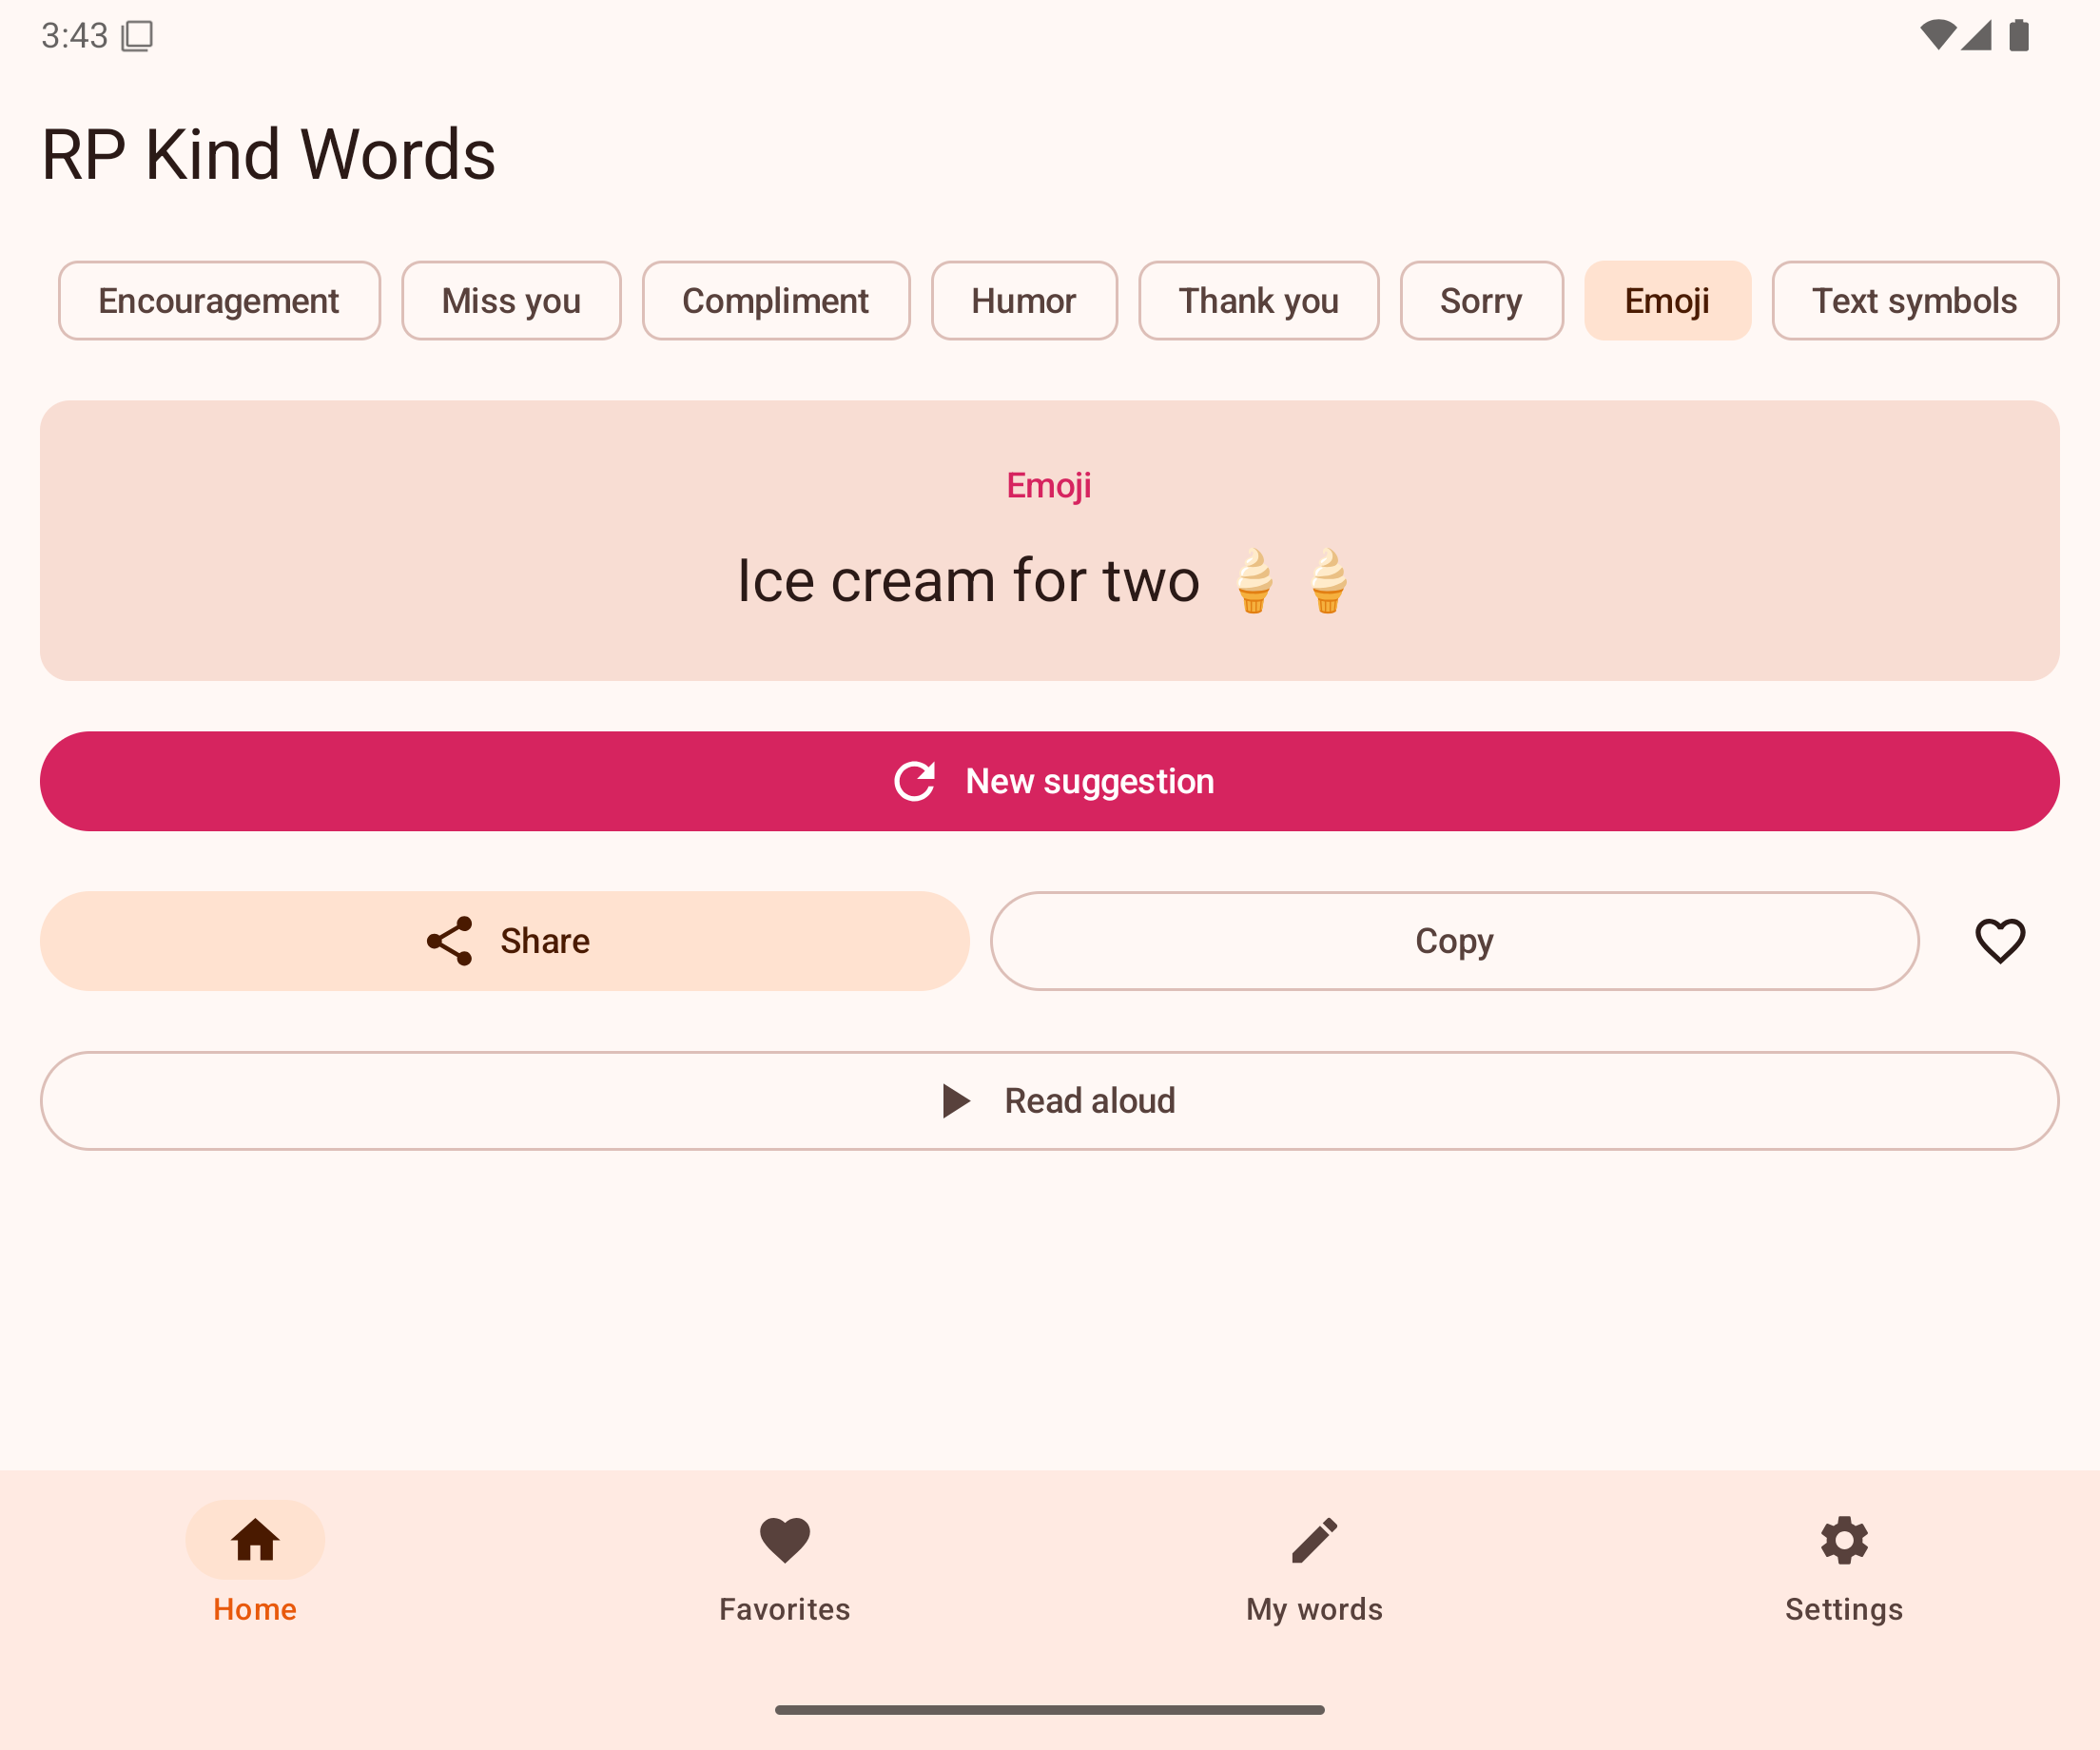 3:43
RP Kind Words
Encouragement
Miss you
Compliment
Humor
Thank you
Sorry
Emoji
Text symbols
Emoji
Ice cream for two 🍦 🍦
New suggestion
Share
Copy
Read aloud
Home
Favorites
My words
Settings